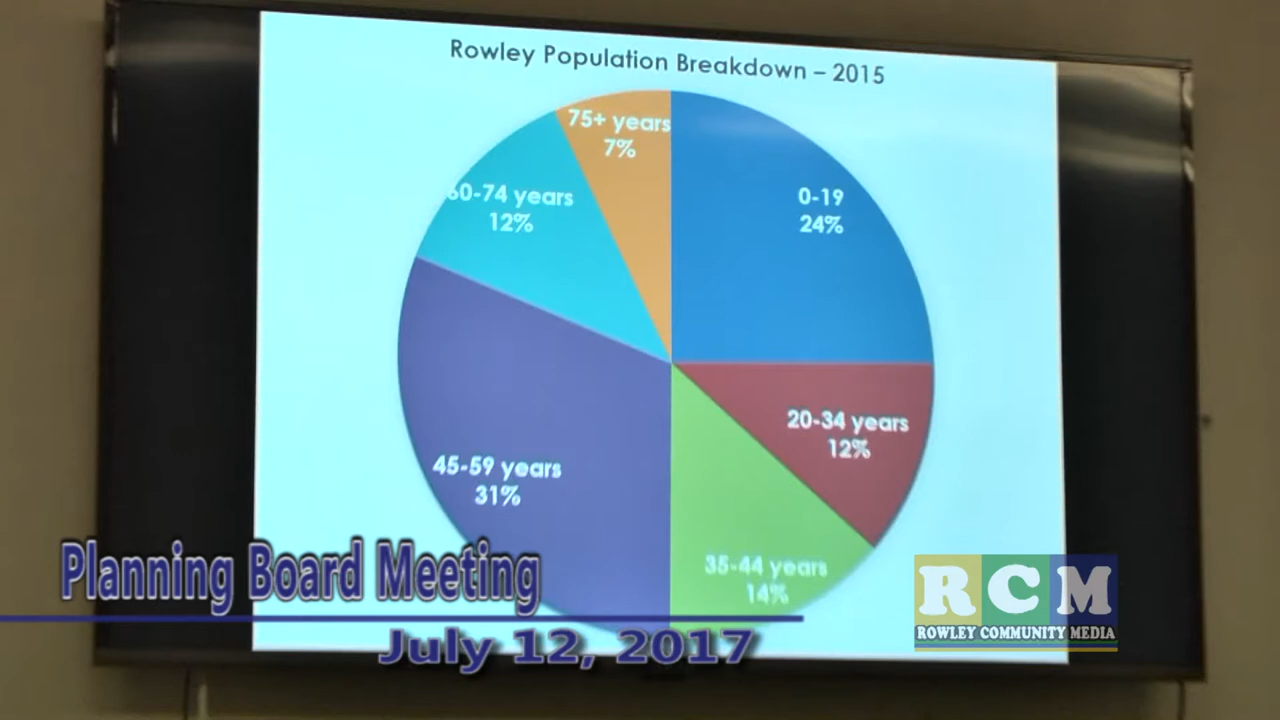 Rowley Population Breakdown – 2015
75+ years
7%
60-74 years
12%
0-19
24%
20-34 years
12%
45-59 years
31%
35-44 years
14%
Planning Board Meeting
July 12, 2017
RCM
ROWLEY COMMUNITY MEDIA